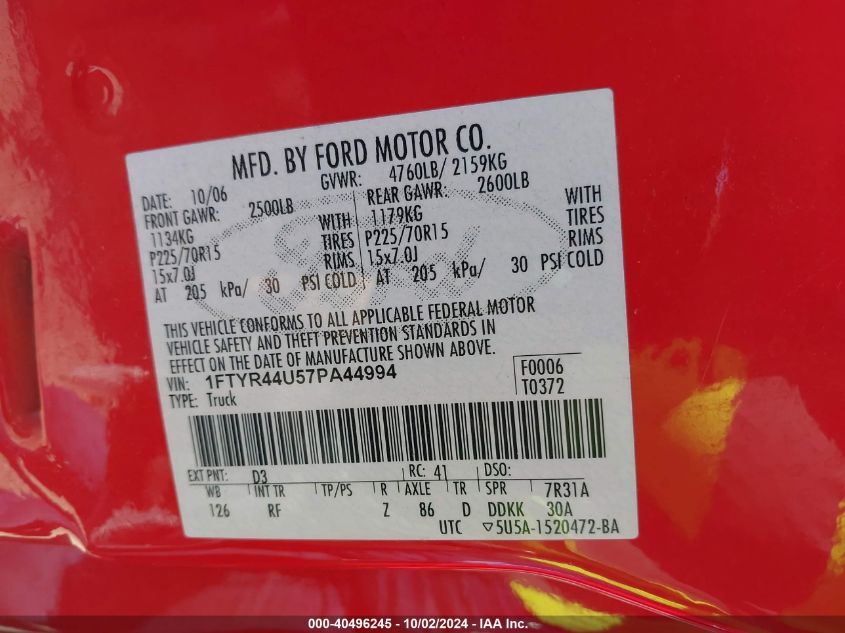 MFD. BY FORD MOTOR CO.
DATE: 10/06 GVWR: 4760LB/ 2159KG
FRONT GAWR: 2500LB REAR GAWR: 2600LB
1134KG WITH 1179KG WITH
P225/70R15 TIRES P225/70R15 TIRES
15x7.0J RIMS 15x7.0J RIMS
AT 205 kPa/ 30 PSI COLD AT 205 kPa/ 30 PSI COLD
THIS VEHICLE CONFORMS TO ALL APPLICABLE FEDERAL MOTOR
VEHICLE SAFETY AND THEFT PREVENTION STANDARDS IN
EFFECT ON THE DATE OF MANUFACTURE SHOWN ABOVE.
VIN: 1FTYR44U57PA44994 F0006
TYPE: Truck T0372
EXT PNT: D3 RC: 41 DSO:
WB INT TR TP/PS R AXLE TR SPR 7R31A
126 RF Z 86 D DDKK 30A
UTC ▽5U5A-1520472-BA
000-40496245 - 10/02/2024 - IAA Inc.